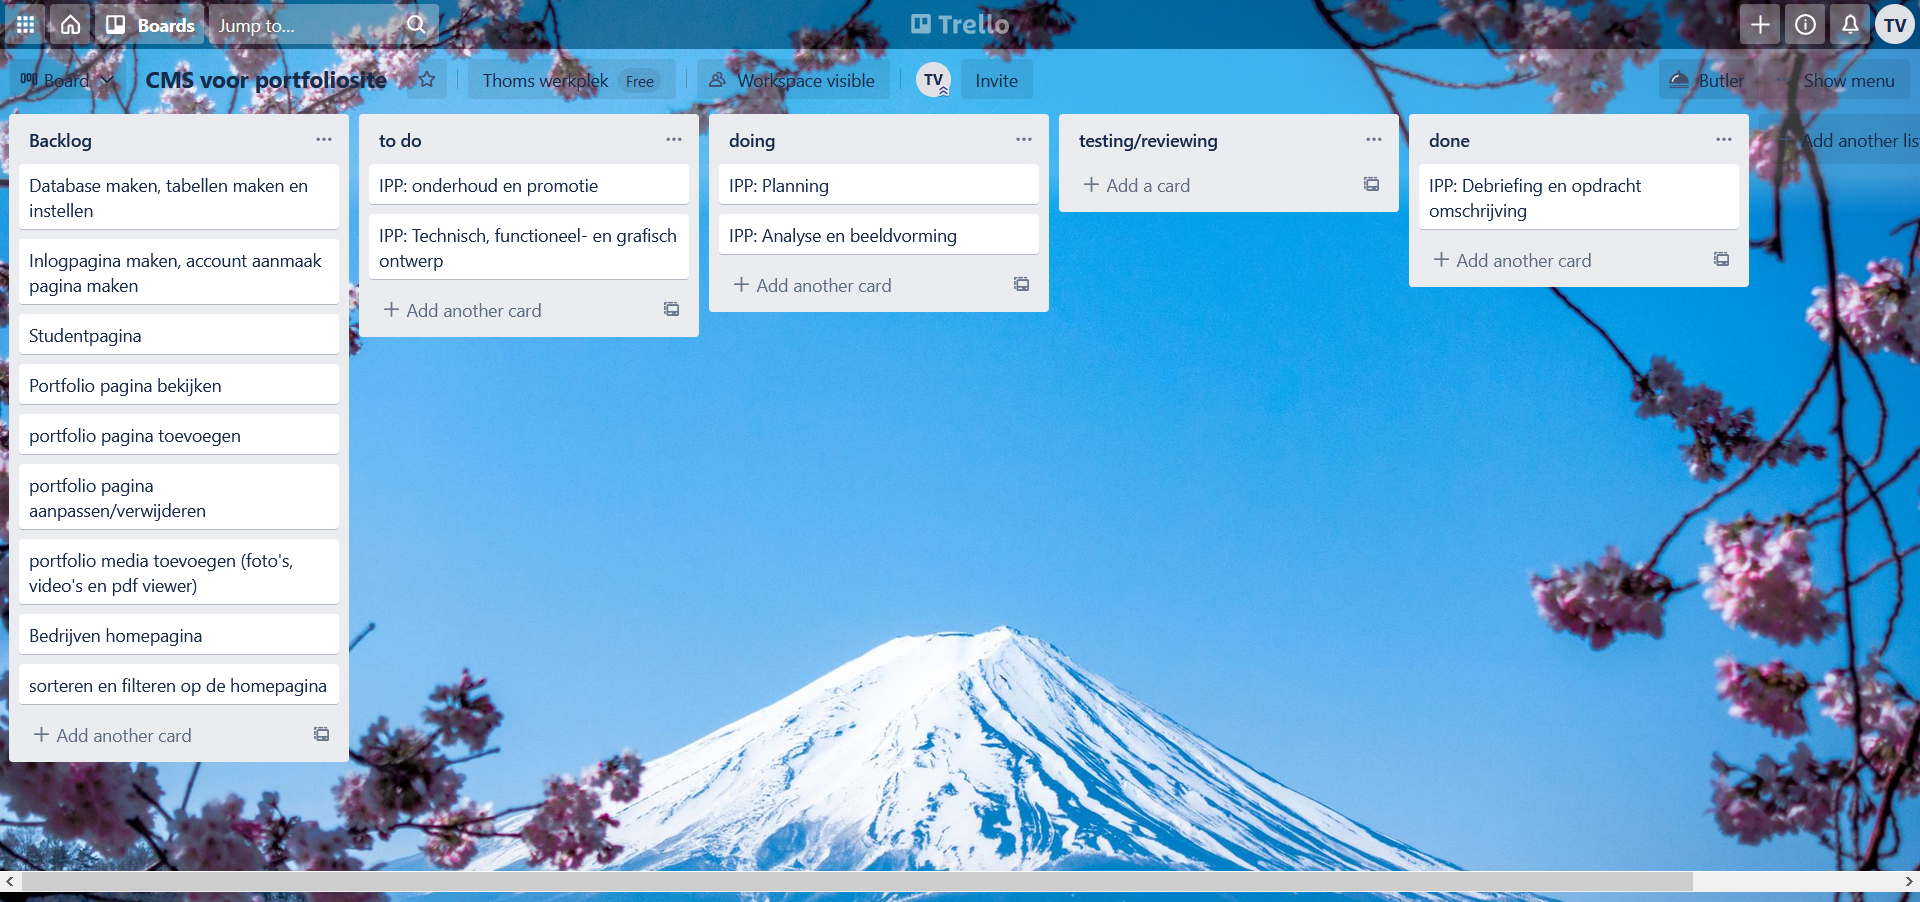 Boards
Jump to...
Trello
TV
Board
CMS voor portfoliosite
Thoms werkplek Free
Workspace visible
TV
Invite
Butler
Show menu
Backlog
Database maken, tabellen maken en
instellen
Inlogpagina maken, account aanmaak
pagina maken
Studentpagina
Portfolio pagina bekijken
portfolio pagina toevoegen
portfolio pagina
aanpassen/verwijderen
portfolio media toevoegen (foto's,
video's en pdf viewer)
Bedrijven homepagina
sorteren en filteren op de homepagina
+ Add another card
to do
IPP: onderhoud en promotie
IPP: Technisch, functioneel- en grafisch
ontwerp
+ Add another card
doing
IPP: Planning
IPP: Analyse en beeldvorming
+ Add another card
testing/reviewing
+ Add a card
done
IPP: Debriefing en opdracht
omschrijving
+ Add another card
+ Add another lis